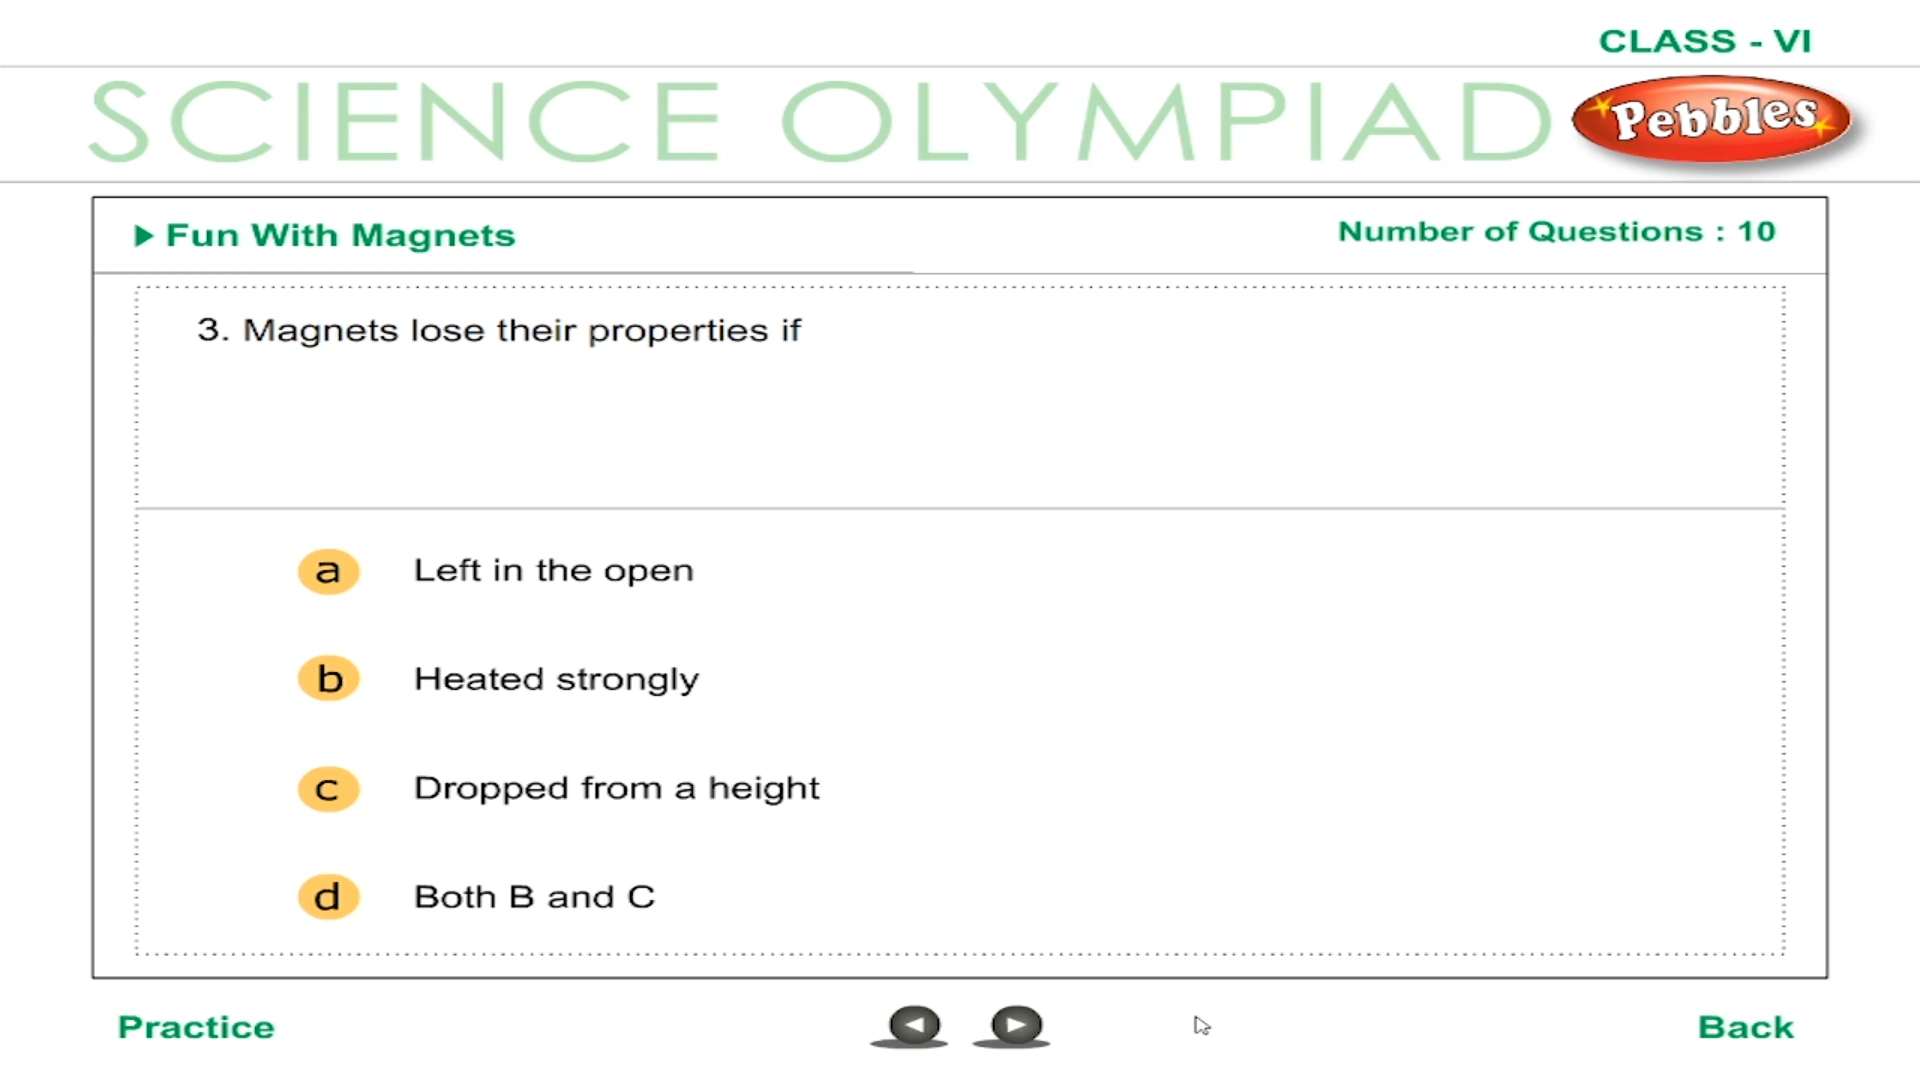 CLASS - VI
SCIENCE OLYMPIAD
Pebbles
Fun With Magnets
Number of Questions : 10
3. Magnets lose their properties if
a Left in the open
b Heated strongly
c Dropped from a height
d Both B and C
Practice
Back